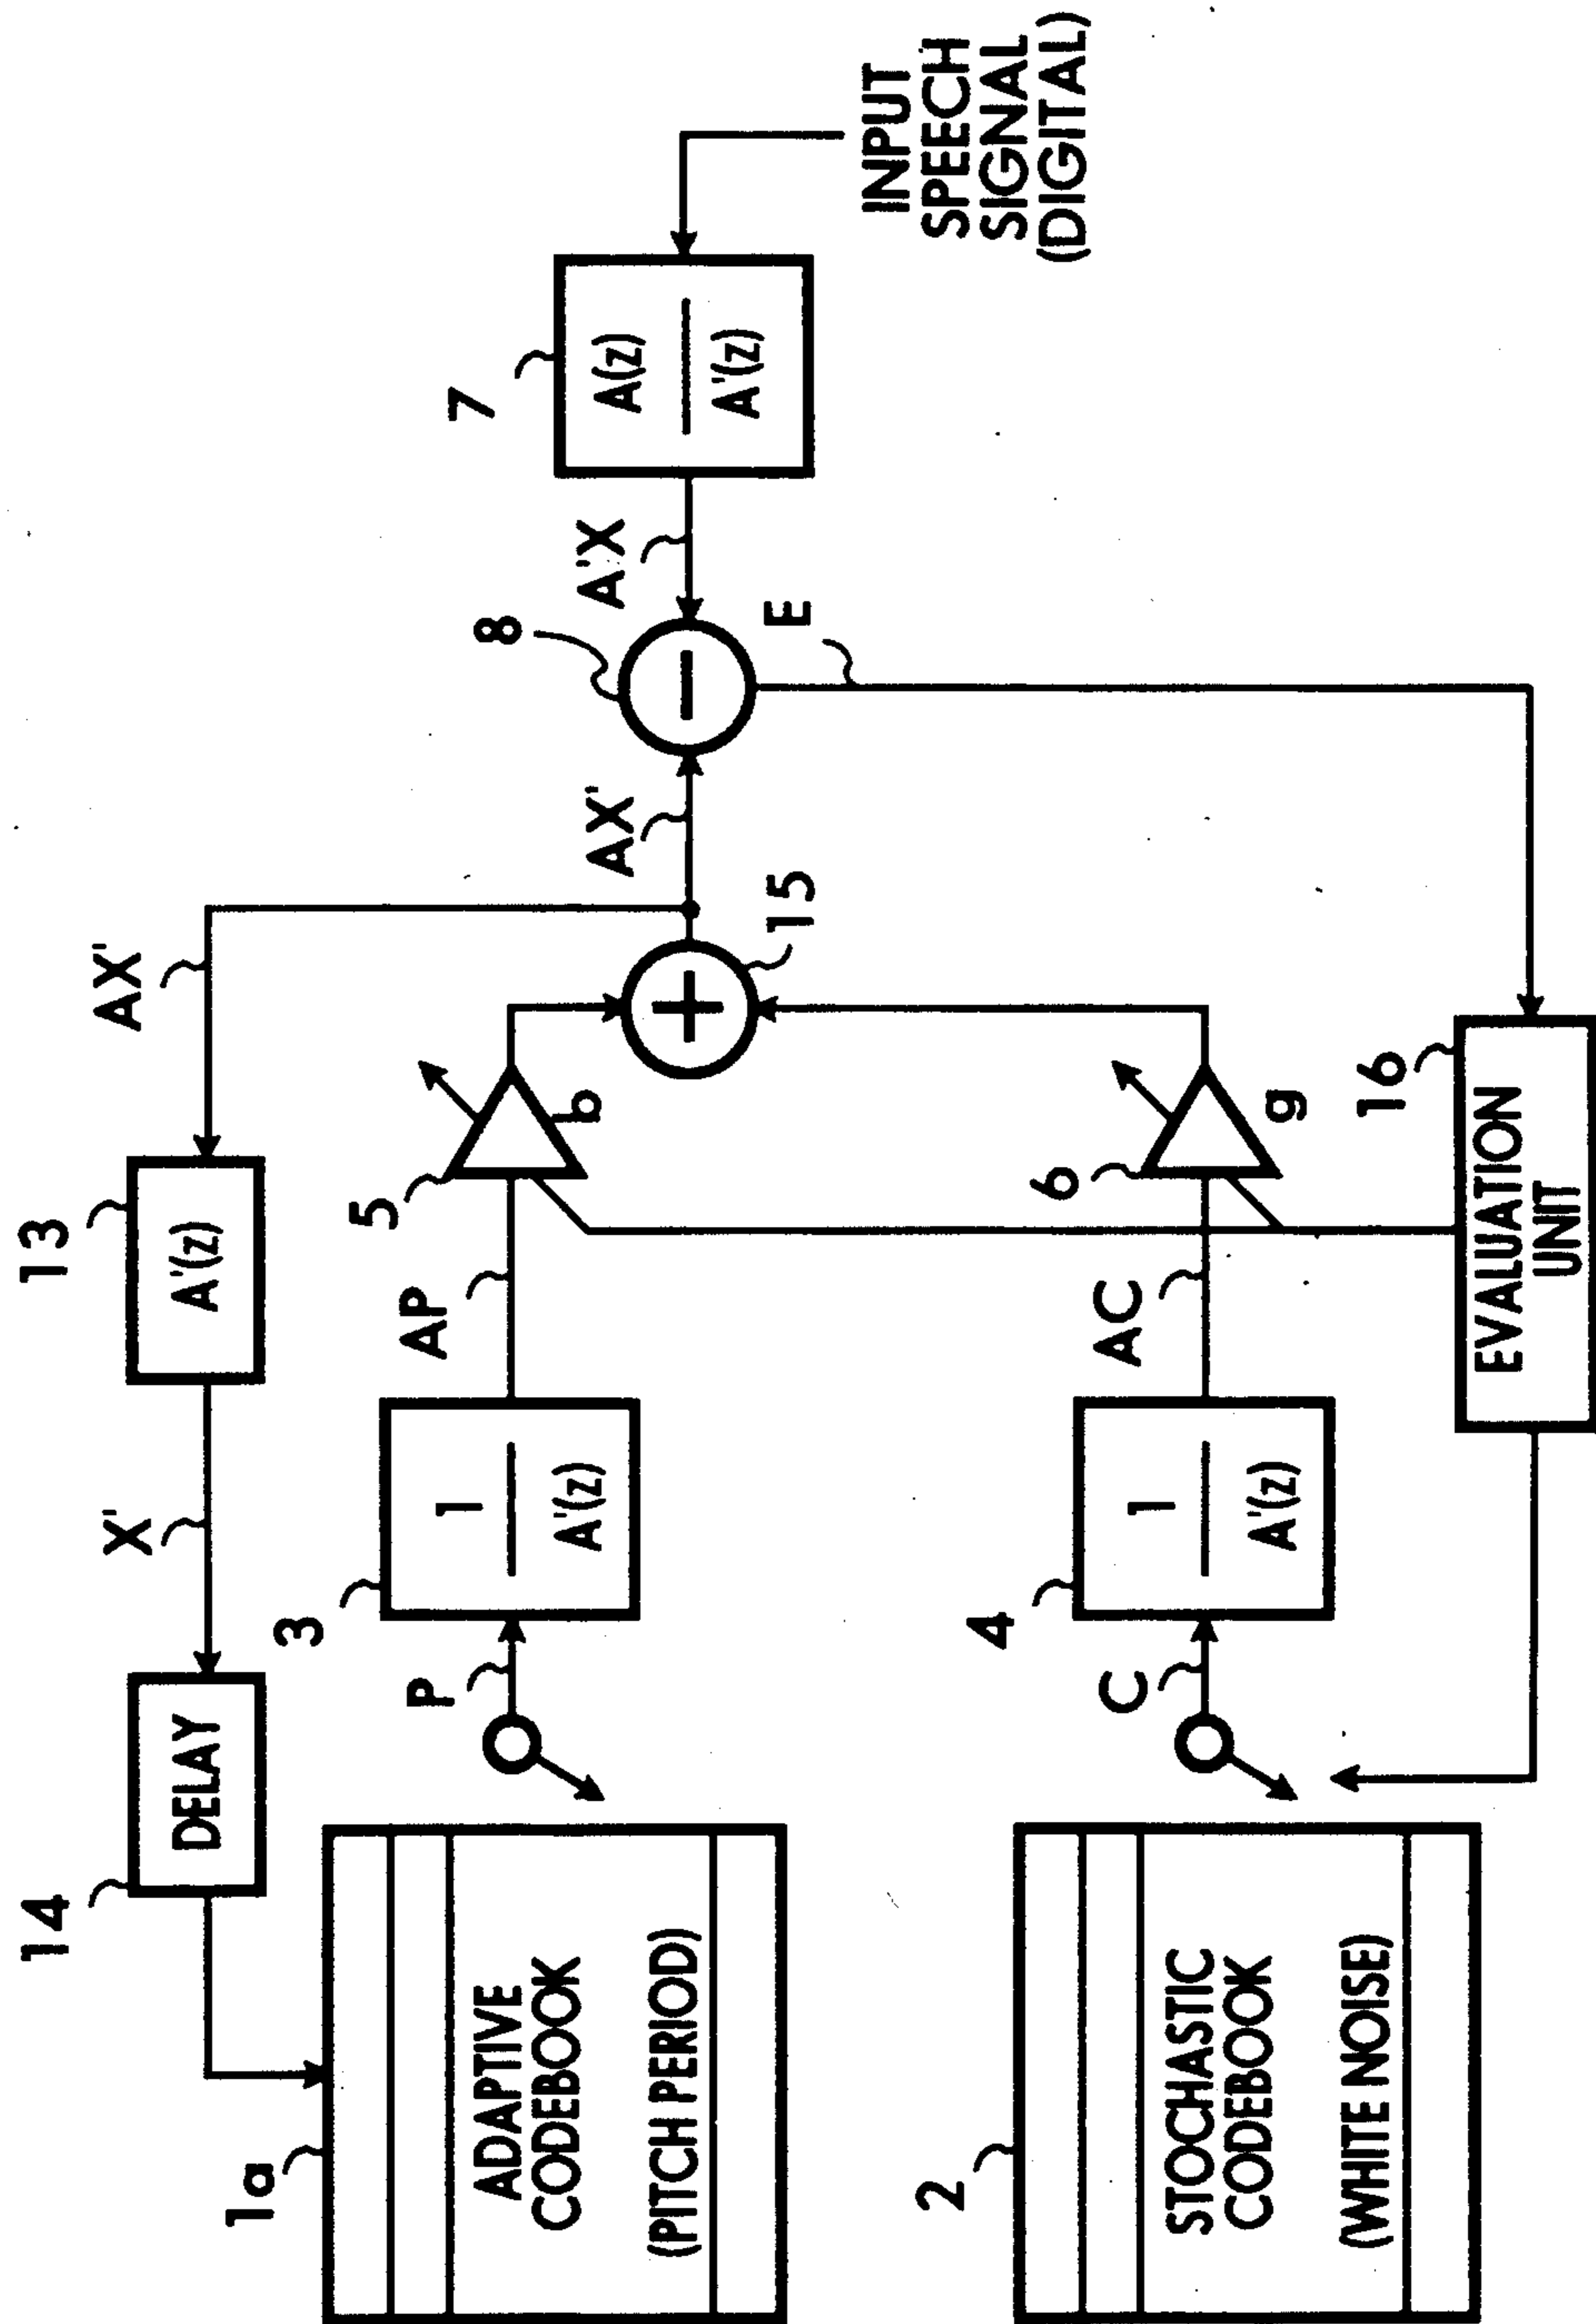 14
DELAY
X'
13
A'(z)
AX'
1a
ADAPTIVE
CODEBOOK
(PITCH PERIOD)
P
3
1
A'(z)
AP
5
b
15
AX'
8
A'X
7
A(z)
A'(z)
INPUT
SPEECH
SIGNAL
(DIGITAL)
E
2
STOCHASTIC
CODEBOOK
(WHITE NOISE)
C
4
1
A'(z)
AC
6
g
16
EVALUATION
UNIT